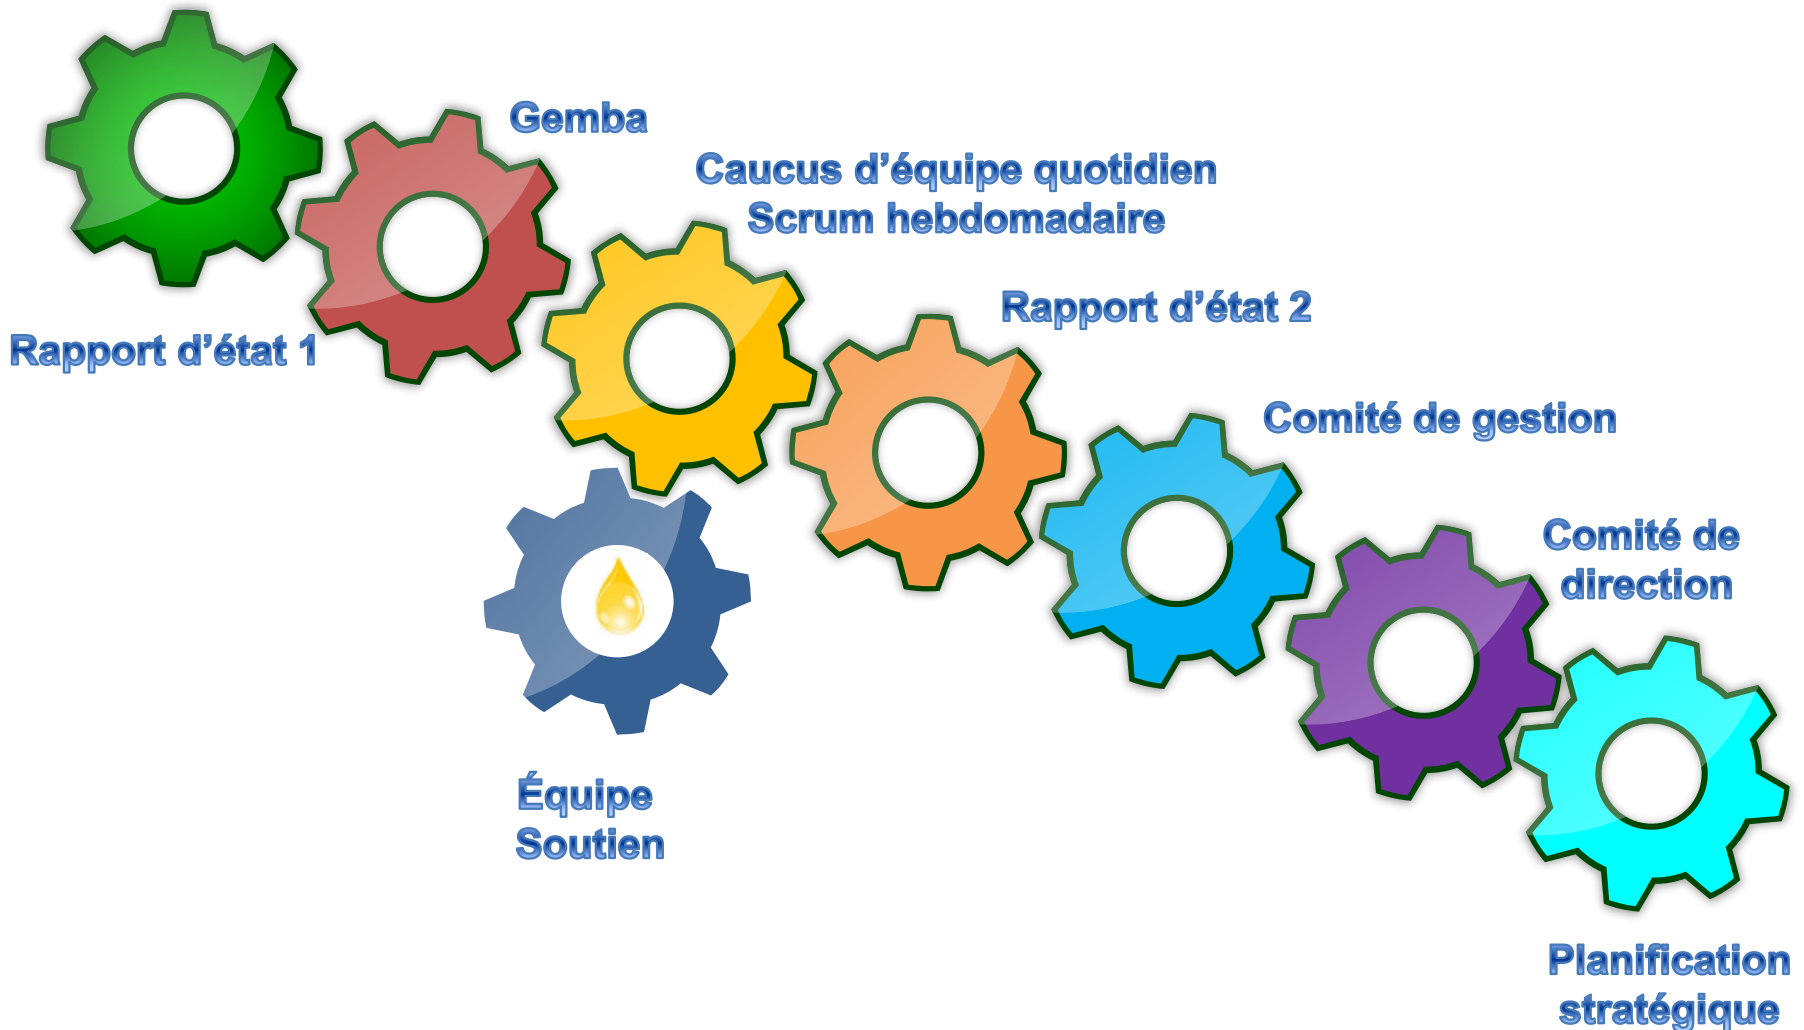 Gemba
Caucus d’équipe quotidien
Scrum hebdomadaire
Rapport d’état 2
Rapport d’état 1
Comité de gestion
Comité de
direction
Équipe
Soutien
Planification
stratégique